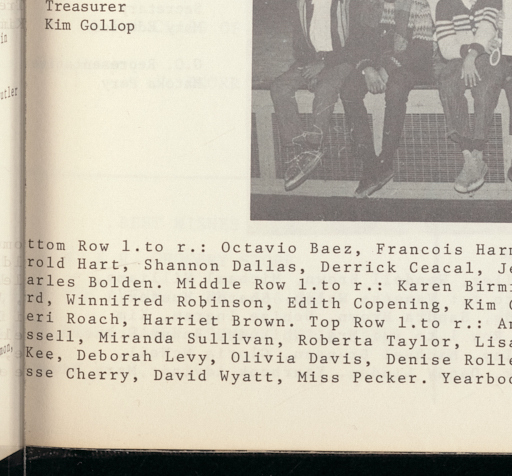 Treasurer
Kim Gollop
ttom Row l.to r.: Octavio Baez, Francois Harr
rold Hart, Shannon Dallas, Derrick Ceacal, Je
arles Bolden. Middle Row l.to r.: Karen Birmi
rd, Winnifred Robinson, Edith Copening, Kim G
eri Roach, Harriet Brown. Top Row l.to r.: An
ssell, Miranda Sullivan, Roberta Taylor, Lisa
Kee, Deborah Levy, Olivia Davis, Denise Rolle
sse Cherry, David Wyatt, Miss Pecker. Yearboo